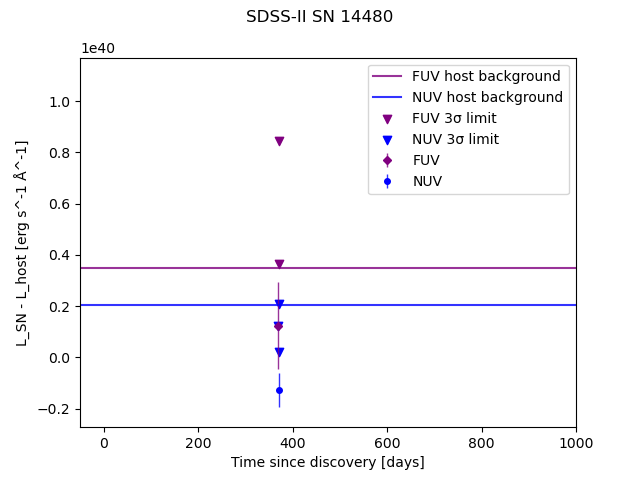 SDSS-II SN 14480
1e40
FUV host background
NUV host background
FUV 3σ limit
NUV 3σ limit
FUV
NUV
1.0
0.8
0.6
0.4
0.2
0.0
−0.2
L_SN - L_host [erg s^-1 Å^-1]
0 200 400 600 800 1000
Time since discovery [days]